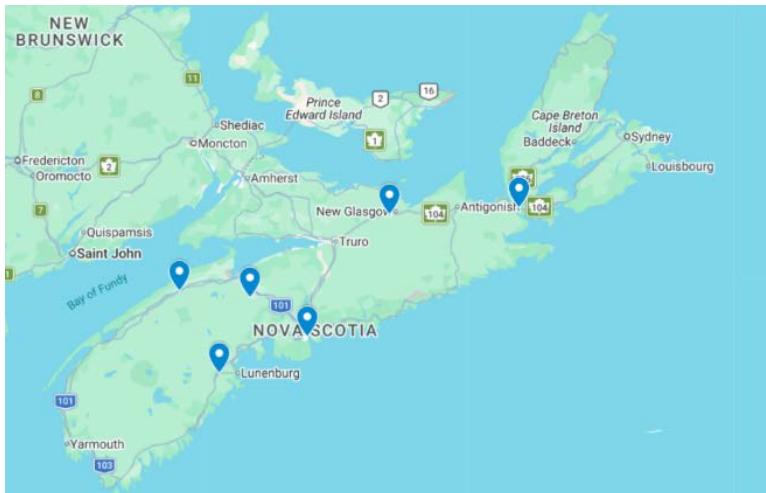 NEW
BRUNSWICK
11
8
16
2
Prince
Edward Island
Shediac
Moncton
1
Cape Breton
Island
Baddeck
Sydney
Fredericton
2
Oromocto
Amherst
Louisbourg
7
New Glasgow
104
Antigonish
104
Quispamsis
Truro
Saint John
1
Bay of Fundy
101
NOVA SCOTIA
Lunenburg
101
Yarmouth
103